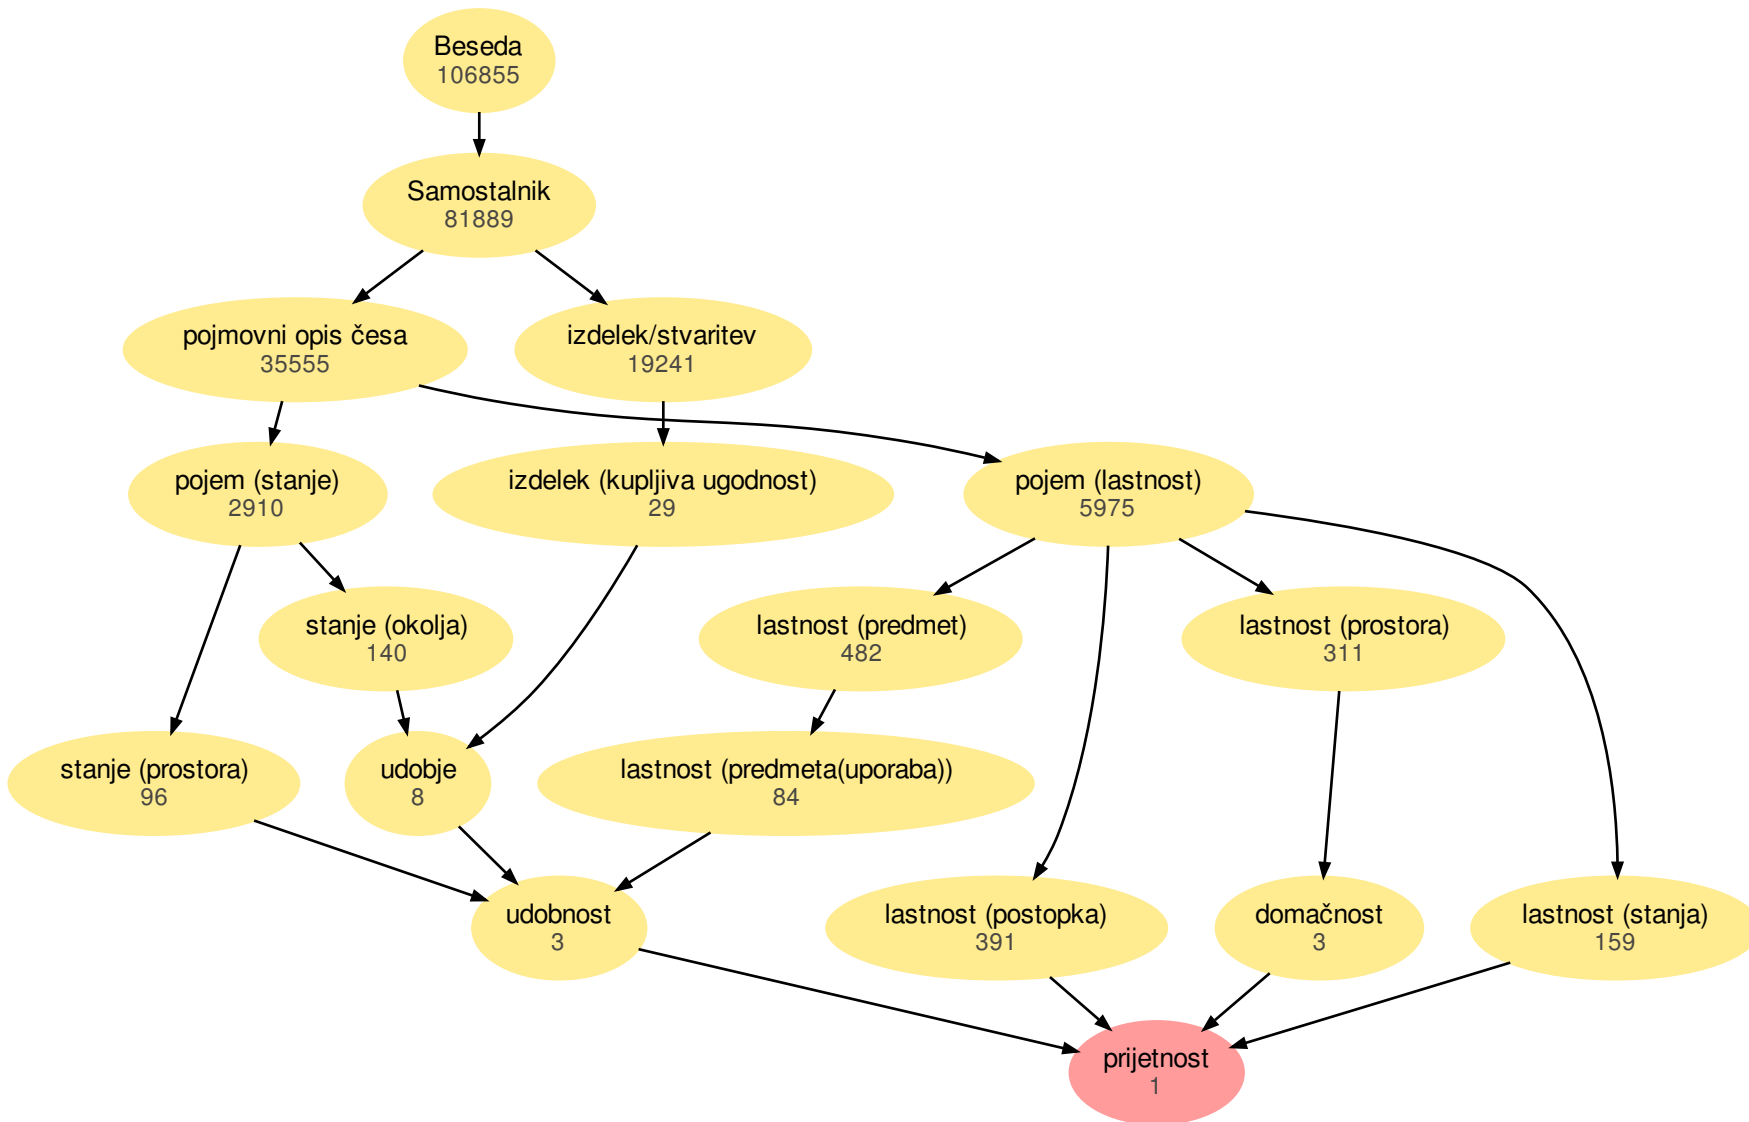 Beseda
106855
Samostalnik
81889
pojmovni opis česa
35555
izdelek/stvaritev
19241
pojem (stanje)
2910
izdelek (kupljiva ugodnost)
29
pojem (lastnost)
5975
stanje (okolja)
140
lastnost (predmet)
482
lastnost (prostora)
311
stanje (prostora)
96
udobje
8
lastnost (predmeta(uporaba))
84
udobnost
3
lastnost (postopka)
391
domačnost
3
lastnost (stanja)
159
prijetnost
1